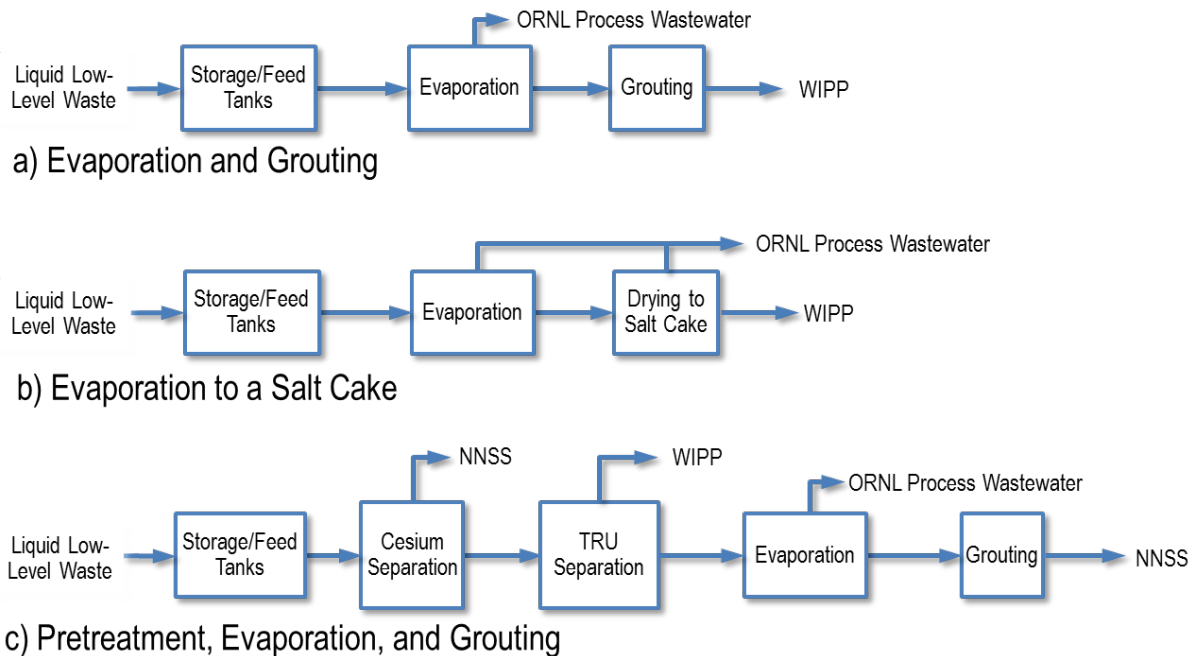 ORNL Process Wastewater
Liquid Low-
Level Waste
Storage/Feed
Tanks
Evaporation
Grouting
WIPP
a) Evaporation and Grouting
ORNL Process Wastewater
Liquid Low-
Level Waste
Storage/Feed
Tanks
Evaporation
Drying to
Salt Cake
WIPP
b) Evaporation to a Salt Cake
NNSS
WIPP
ORNL Process Wastewater
Liquid Low-
Level Waste
Storage/Feed
Tanks
Cesium
Separation
TRU
Separation
Evaporation
Grouting
NNSS
c) Pretreatment, Evaporation, and Grouting